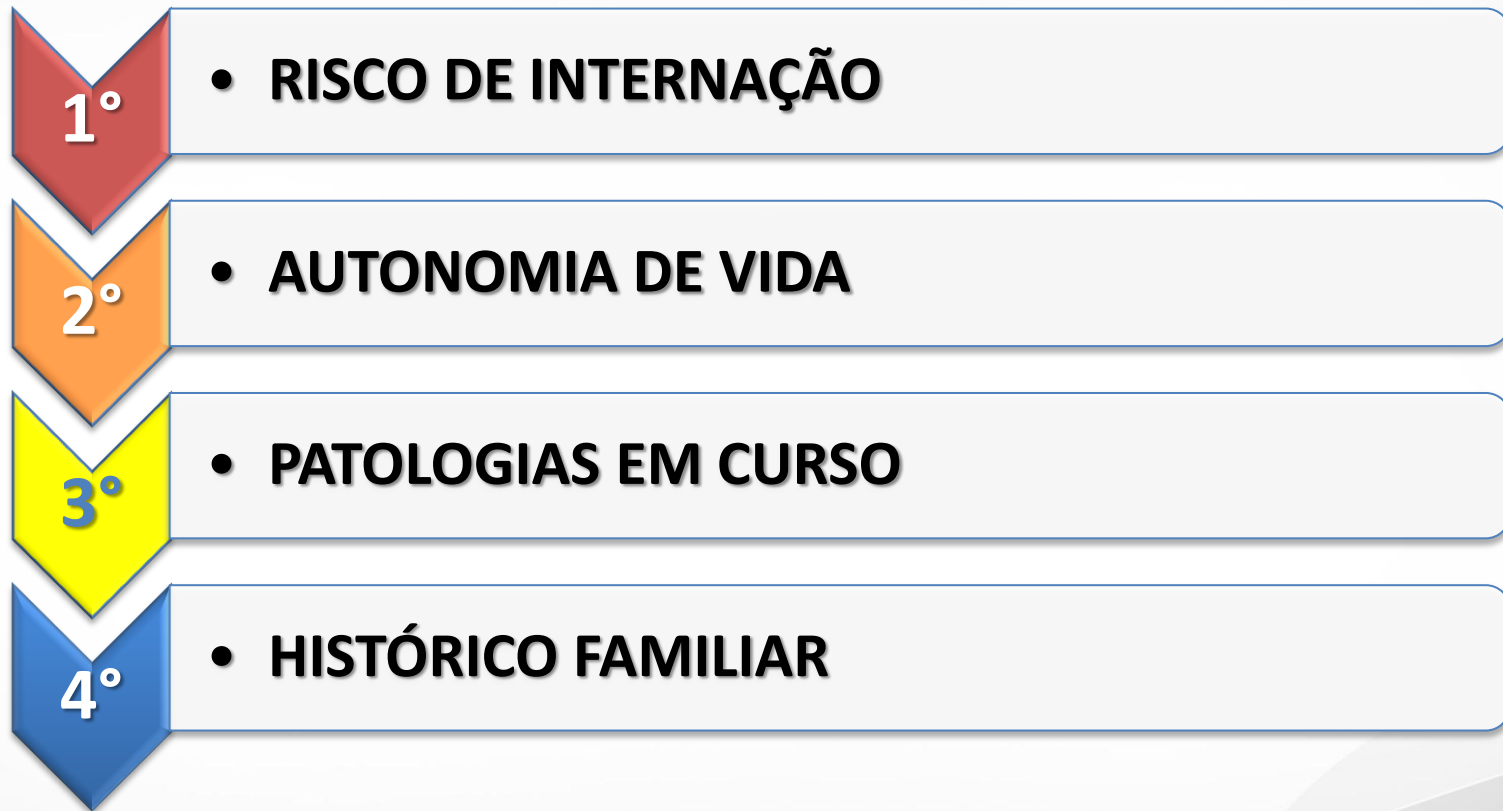 1° • RISCO DE INTERNAÇÃO
2° • AUTONOMIA DE VIDA
3° • PATOLOGIAS EM CURSO
4° • HISTÓRICO FAMILIAR